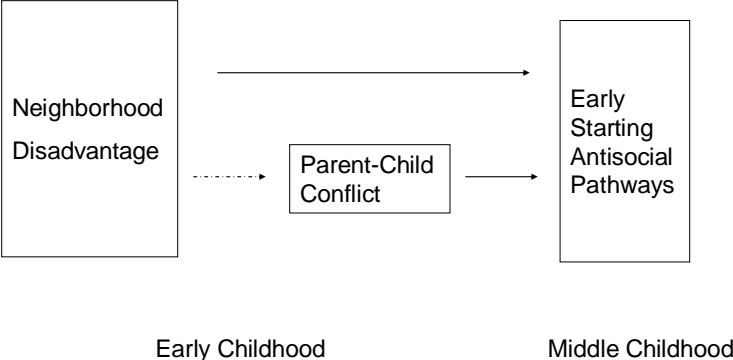 Neighborhood
Disadvantage
Parent-Child
Conflict
Early
Starting
Antisocial
Pathways
Early Childhood
Middle Childhood